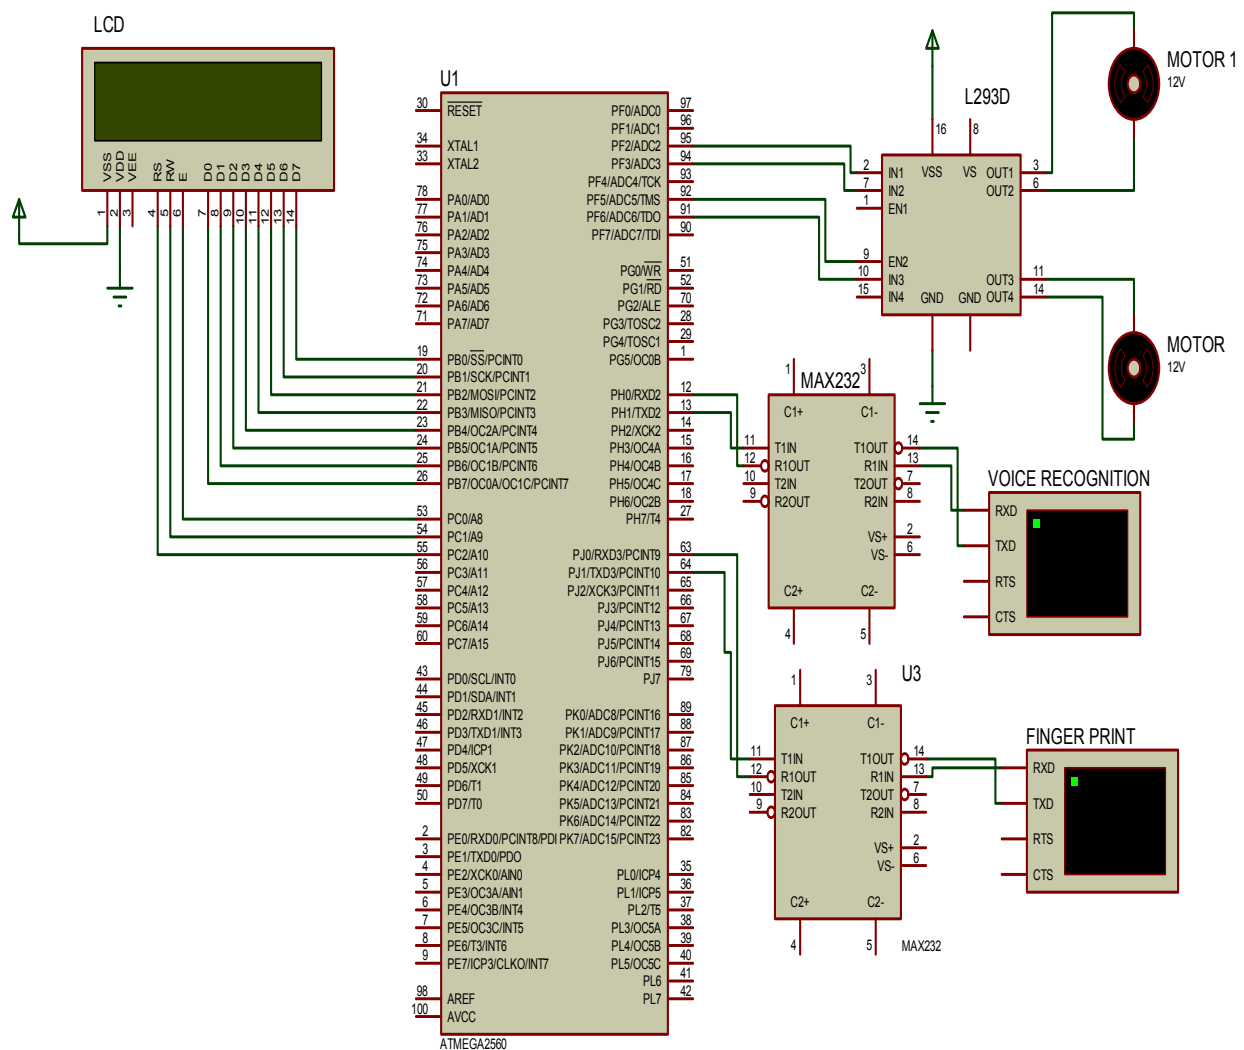 LCD
VSS
VDD
VEE
RS
RW
E
D0
D1
D2
D3
D4
D5
D6
D7
1
2
3
4
5
6
7
8
9
10
11
12
13
14
U1
30 RESET
34 XTAL1
33 XTAL2
78 PA0/AD0
77 PA1/AD1
76 PA2/AD2
75 PA3/AD3
74 PA4/AD4
73 PA5/AD5
72 PA6/AD6
71 PA7/AD7
19 PB0/SS/PCINT0
20 PB1/SCK/PCINT1
21 PB2/MOSI/PCINT2
22 PB3/MISO/PCINT3
23 PB4/OC2A/PCINT4
24 PB5/OC1A/PCINT5
25 PB6/OC1B/PCINT6
26 PB7/OC0A/OC1C/PCINT7
53 PC0/A8
54 PC1/A9
55 PC2/A10
56 PC3/A11
57 PC4/A12
58 PC5/A13
59 PC6/A14
60 PC7/A15
43 PD0/SCL/INT0
44 PD1/SDA/INT1
45 PD2/RXD1/INT2
46 PD3/TXD1/INT3
47 PD4/ICP1
48 PD5/XCK1
49 PD6/T1
50 PD7/T0
2 PE0/RXD0/PCINT8/PDI
3 PE1/TXD0/PDO
4 PE2/XCK0/AIN0
5 PE3/OC3A/AIN1
6 PE4/OC3B/INT4
7 PE5/OC3C/INT5
8 PE6/T3/INT6
9 PE7/ICP3/CLKO/INT7
98 AREF
100 AVCC
PF0/ADC0 97
PF1/ADC1 96
PF2/ADC2 95
PF3/ADC3 94
PF4/ADC4/TCK 93
PF5/ADC5/TMS 92
PF6/ADC6/TDO 91
PF7/ADC7/TDI 90
PG0/WR 51
PG1/RD 52
PG2/ALE 70
PG3/TOSC2 28
PG4/TOSC1 29
PG5/OC0B 1
PH0/RXD2 12
PH1/TXD2 13
PH2/XCK2 14
PH3/OC4A 15
PH4/OC4B 16
PH5/OC4C 17
PH6/OC2B 18
PH7/T4 27
PJ0/RXD3/PCINT9 63
PJ1/TXD3/PCINT10 64
PJ2/XCK3/PCINT11 65
PJ3/PCINT12 66
PJ4/PCINT13 67
PJ5/PCINT14 68
PJ6/PCINT15 69
PJ7 79
PK0/ADC8/PCINT16 89
PK1/ADC9/PCINT17 88
PK2/ADC10/PCINT18 87
PK3/ADC11/PCINT19 86
PK4/ADC12/PCINT20 85
PK5/ADC13/PCINT21 84
PK6/ADC14/PCINT22 83
PK7/ADC15/PCINT23 82
PL0/ICP4 35
PL1/ICP5 36
PL2/T5 37
PL3/OC5A 38
PL4/OC5B 39
PL5/OC5C 40
PL6 41
PL7 42
ATMEGA2560
L293D
16 8
VSS VS
2 IN1
7 IN2
1 EN1
9 EN2
10 IN3
15 IN4
OUT1 3
OUT2 6
OUT3 11
OUT4 14
GND GND
MOTOR 1
12V
MOTOR
12V
MAX232
1 3
C1+ C1-
11 T1IN
12 R1OUT
10 T2IN
9 R2OUT
T1OUT 14
R1IN 13
T2OUT 7
R2IN 8
VS+ 2
VS- 6
C2+ C2-
4 5
VOICE RECOGNITION
RXD
TXD
RTS
CTS
U3
1 3
C1+ C1-
11 T1IN
12 R1OUT
10 T2IN
9 R2OUT
T1OUT 14
R1IN 13
T2OUT 7
R2IN 8
VS+ 2
VS- 6
C2+ C2-
4 5
MAX232
FINGER PRINT
RXD
TXD
RTS
CTS